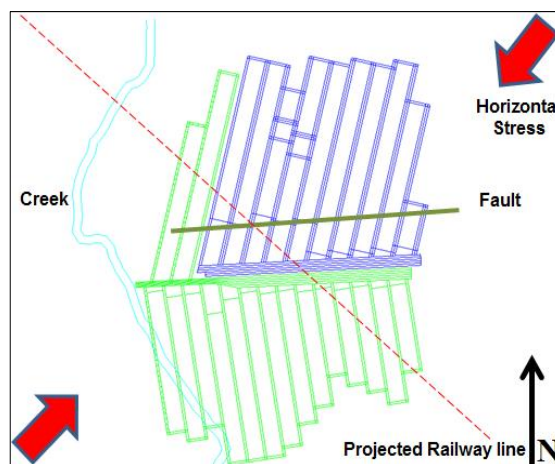 Horizonta
Stress
Creek
Fault
Projected Railway line
N